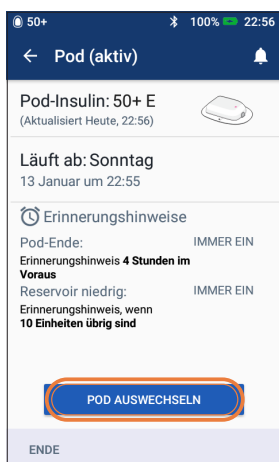 50+ 100% 22:56
Pod (aktiv)
Pod-Insulin: 50+ E
(Aktualisiert Heute, 22:56)
Läuft ab: Sonntag
13 Januar um 22:55
Erinnerungshinweise
Pod-Ende: IMMER EIN
Erinnerungshinweis 4 Stunden im
Voraus
Reservoir niedrig: IMMER EIN
Erinnerungshinweis, wenn
10 Einheiten übrig sind
POD AUSWECHSELN
ENDE